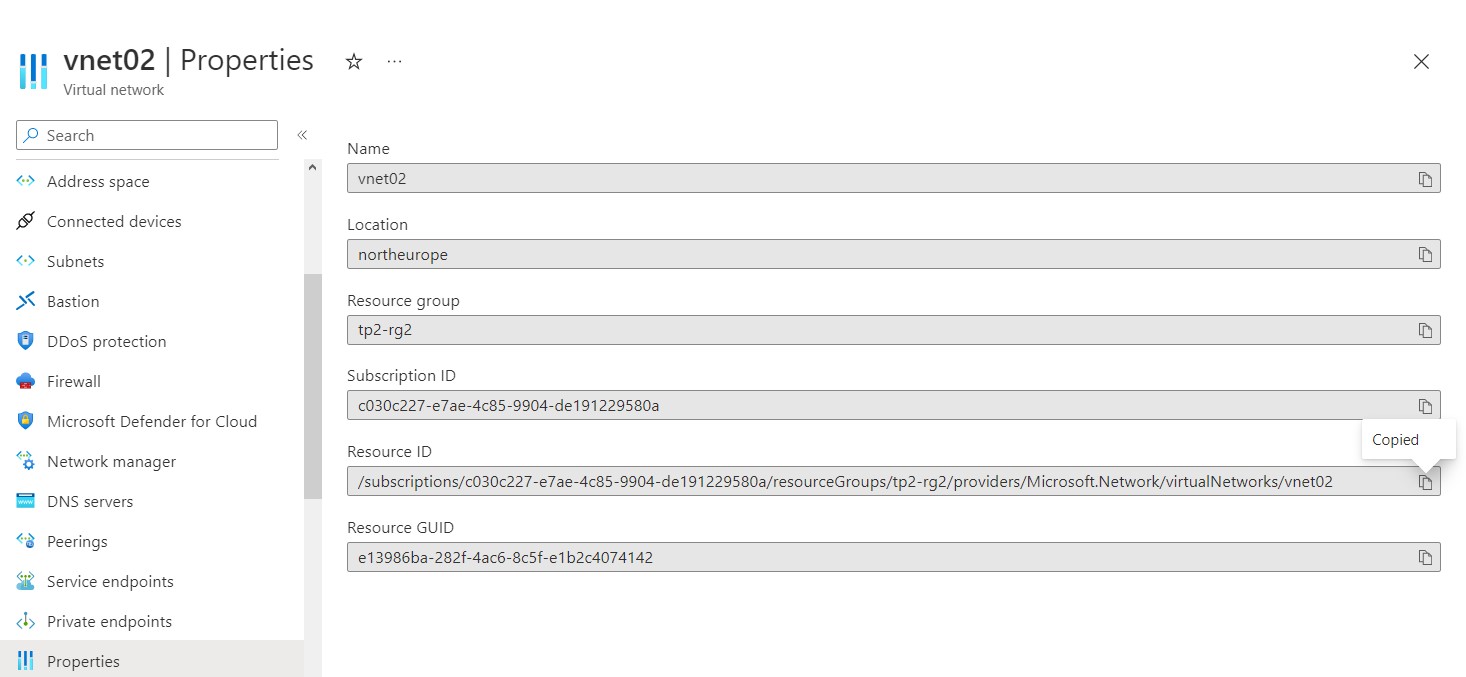 vnet02 | Properties
Virtual network
Search
Address space
Connected devices
Subnets
Bastion
DDoS protection
Firewall
Microsoft Defender for Cloud
Network manager
DNS servers
Peerings
Service endpoints
Private endpoints
Properties
Name
vnet02
Location
northeurope
Resource group
tp2-rg2
Subscription ID
c030c227-e7ae-4c85-9904-de191229580a
Copied
Resource ID
/subscriptions/c030c227-e7ae-4c85-9904-de191229580a/resourceGroups/tp2-rg2/providers/Microsoft.Network/virtualNetworks/vnet02
Resource GUID
e13986ba-282f-4ac6-8c5f-e1b2c4074142